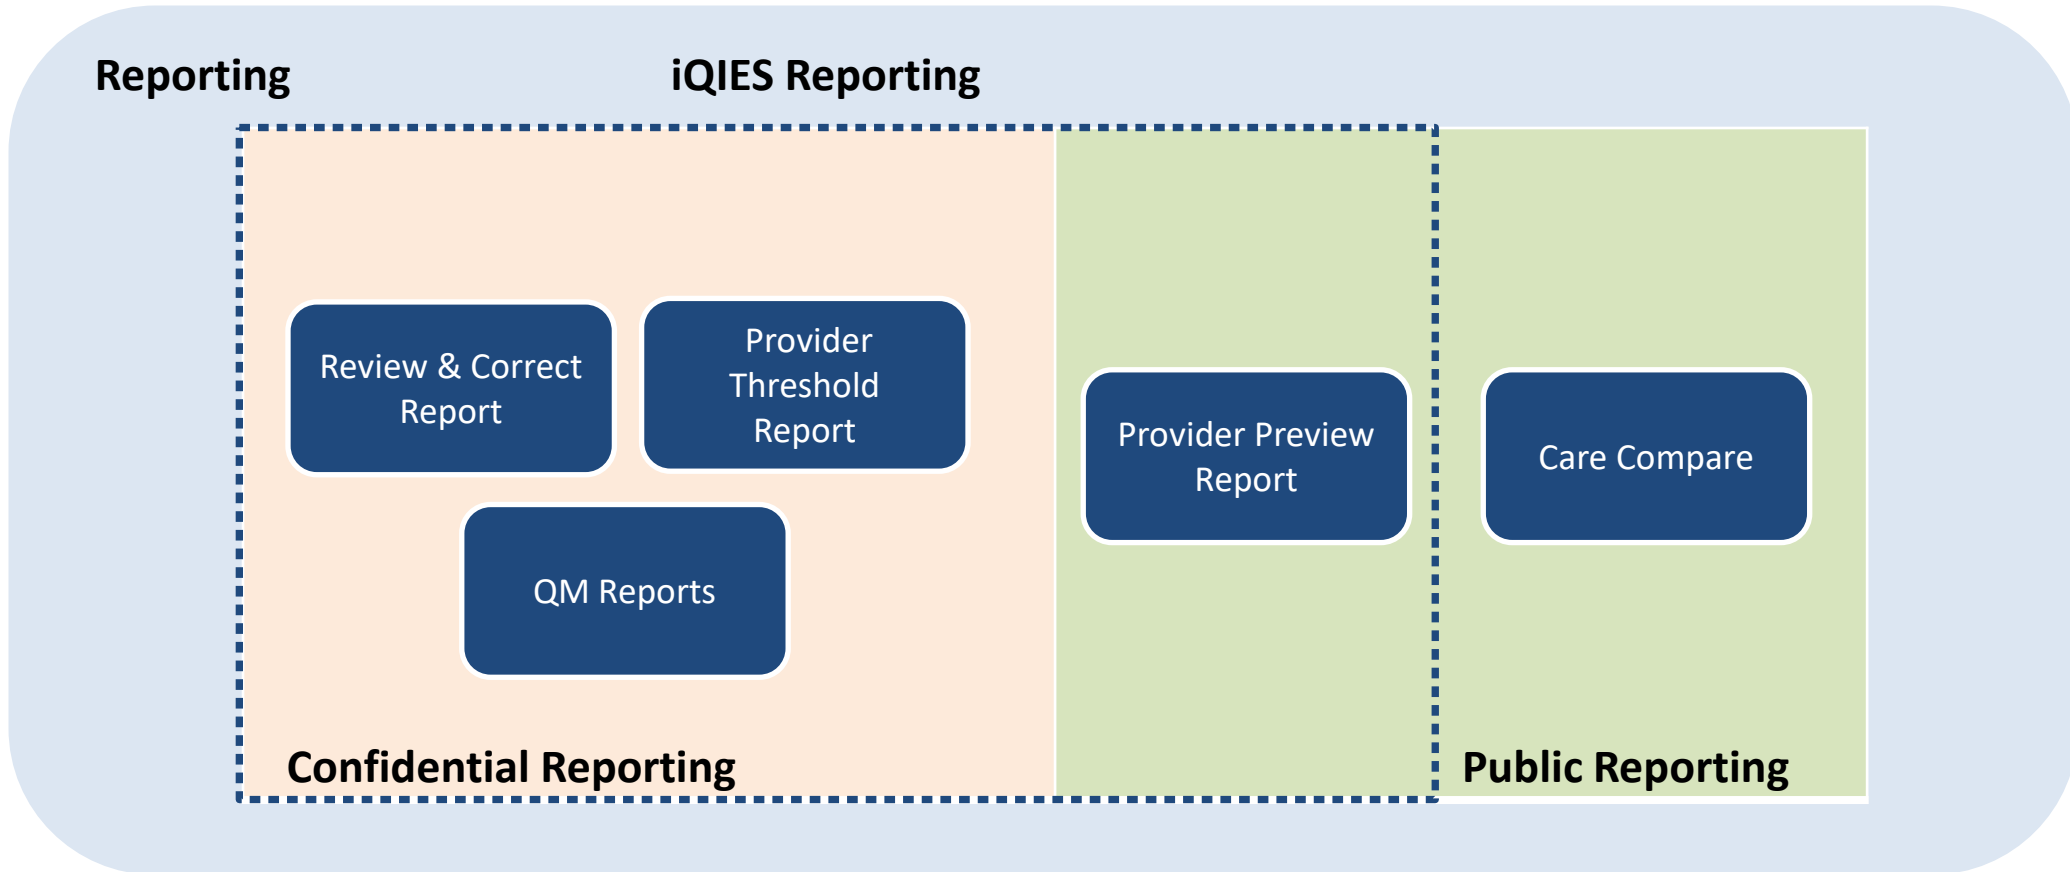 Reporting
iQIES Reporting
Review & Correct
Report
Provider
Threshold
Report
QM Reports
Provider Preview
Report
Care Compare
Confidential Reporting
Public Reporting